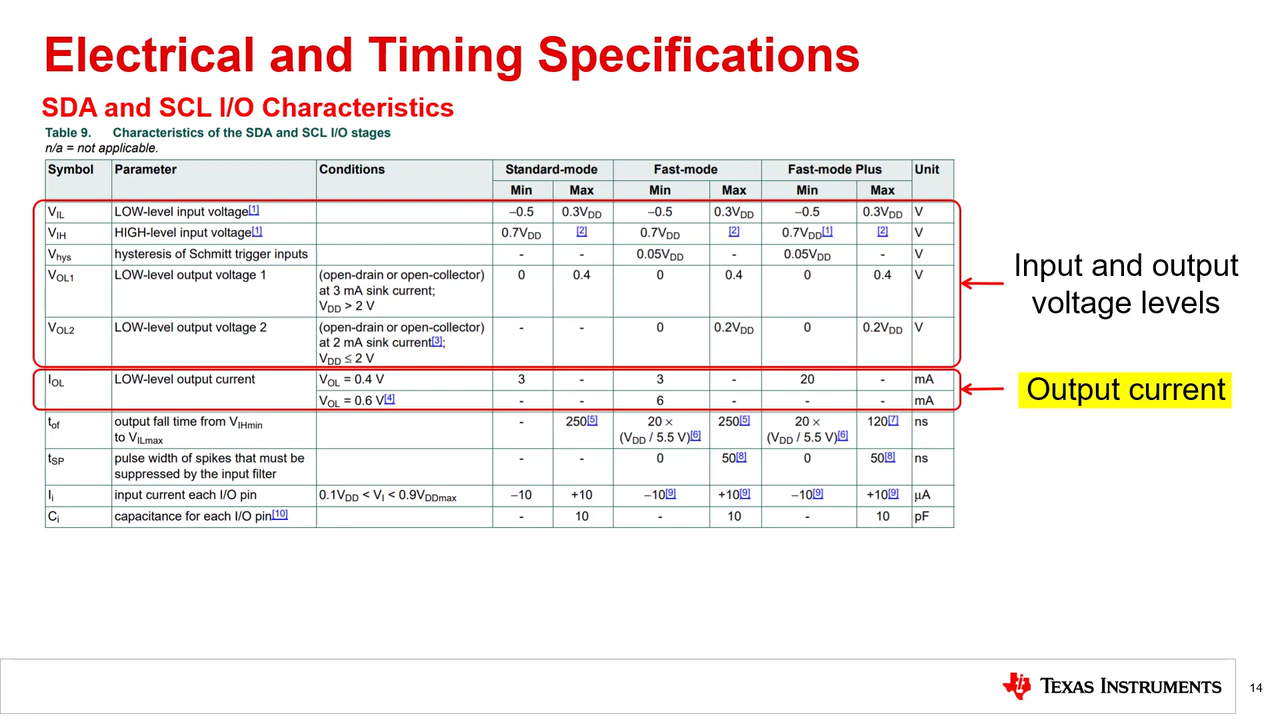 Electrical and Timing Specifications
SDA and SCL I/O Characteristics
Table 9. Characteristics of the SDA and SCL I/O stages
n/a = not applicable.
Symbol Parameter Conditions Standard-mode Fast-mode Fast-mode Plus Unit
Min Max Min Max Min Max
VIL LOW-level input voltage[1] –0.5 0.3VDD –0.5 0.3VDD –0.5 0.3VDD V
VIH HIGH-level input voltage[1] 0.7VDD [2] 0.7VDD [2] 0.7VDD[1] [2] V
Vhys hysteresis of Schmitt trigger inputs - - 0.05VDD - 0.05VDD - V
VOL1 LOW-level output voltage 1 (open-drain or open-collector) 0 0.4 0 0.4 0 0.4 V
at 3 mA sink current;
VDD > 2 V
VOL2 LOW-level output voltage 2 (open-drain or open-collector) - - 0 0.2VDD 0 0.2VDD V
at 2 mA sink current[3];
VDD ≤ 2 V
IOL LOW-level output current VOL = 0.4 V 3 - 3 - 20 - mA
VOL = 0.6 V[4] - - 6 - - - mA
tof output fall time from VIHmin - 250[5] 20 × 250[5] 20 × 120[7] ns
to VILmax (VDD / 5.5 V)[6] (VDD / 5.5 V)[6]
tSP pulse width of spikes that must be - - 0 50[8] 0 50[8] ns
suppressed by the input filter
Ii input current each I/O pin 0.1VDD < VI < 0.9VDDmax –10 +10 –10[9] +10[9] –10[9] +10[9] μA
Ci capacitance for each I/O pin[10] - 10 - 10 - 10 pF
Input and output
voltage levels
Output current
TEXAS INSTRUMENTS
14